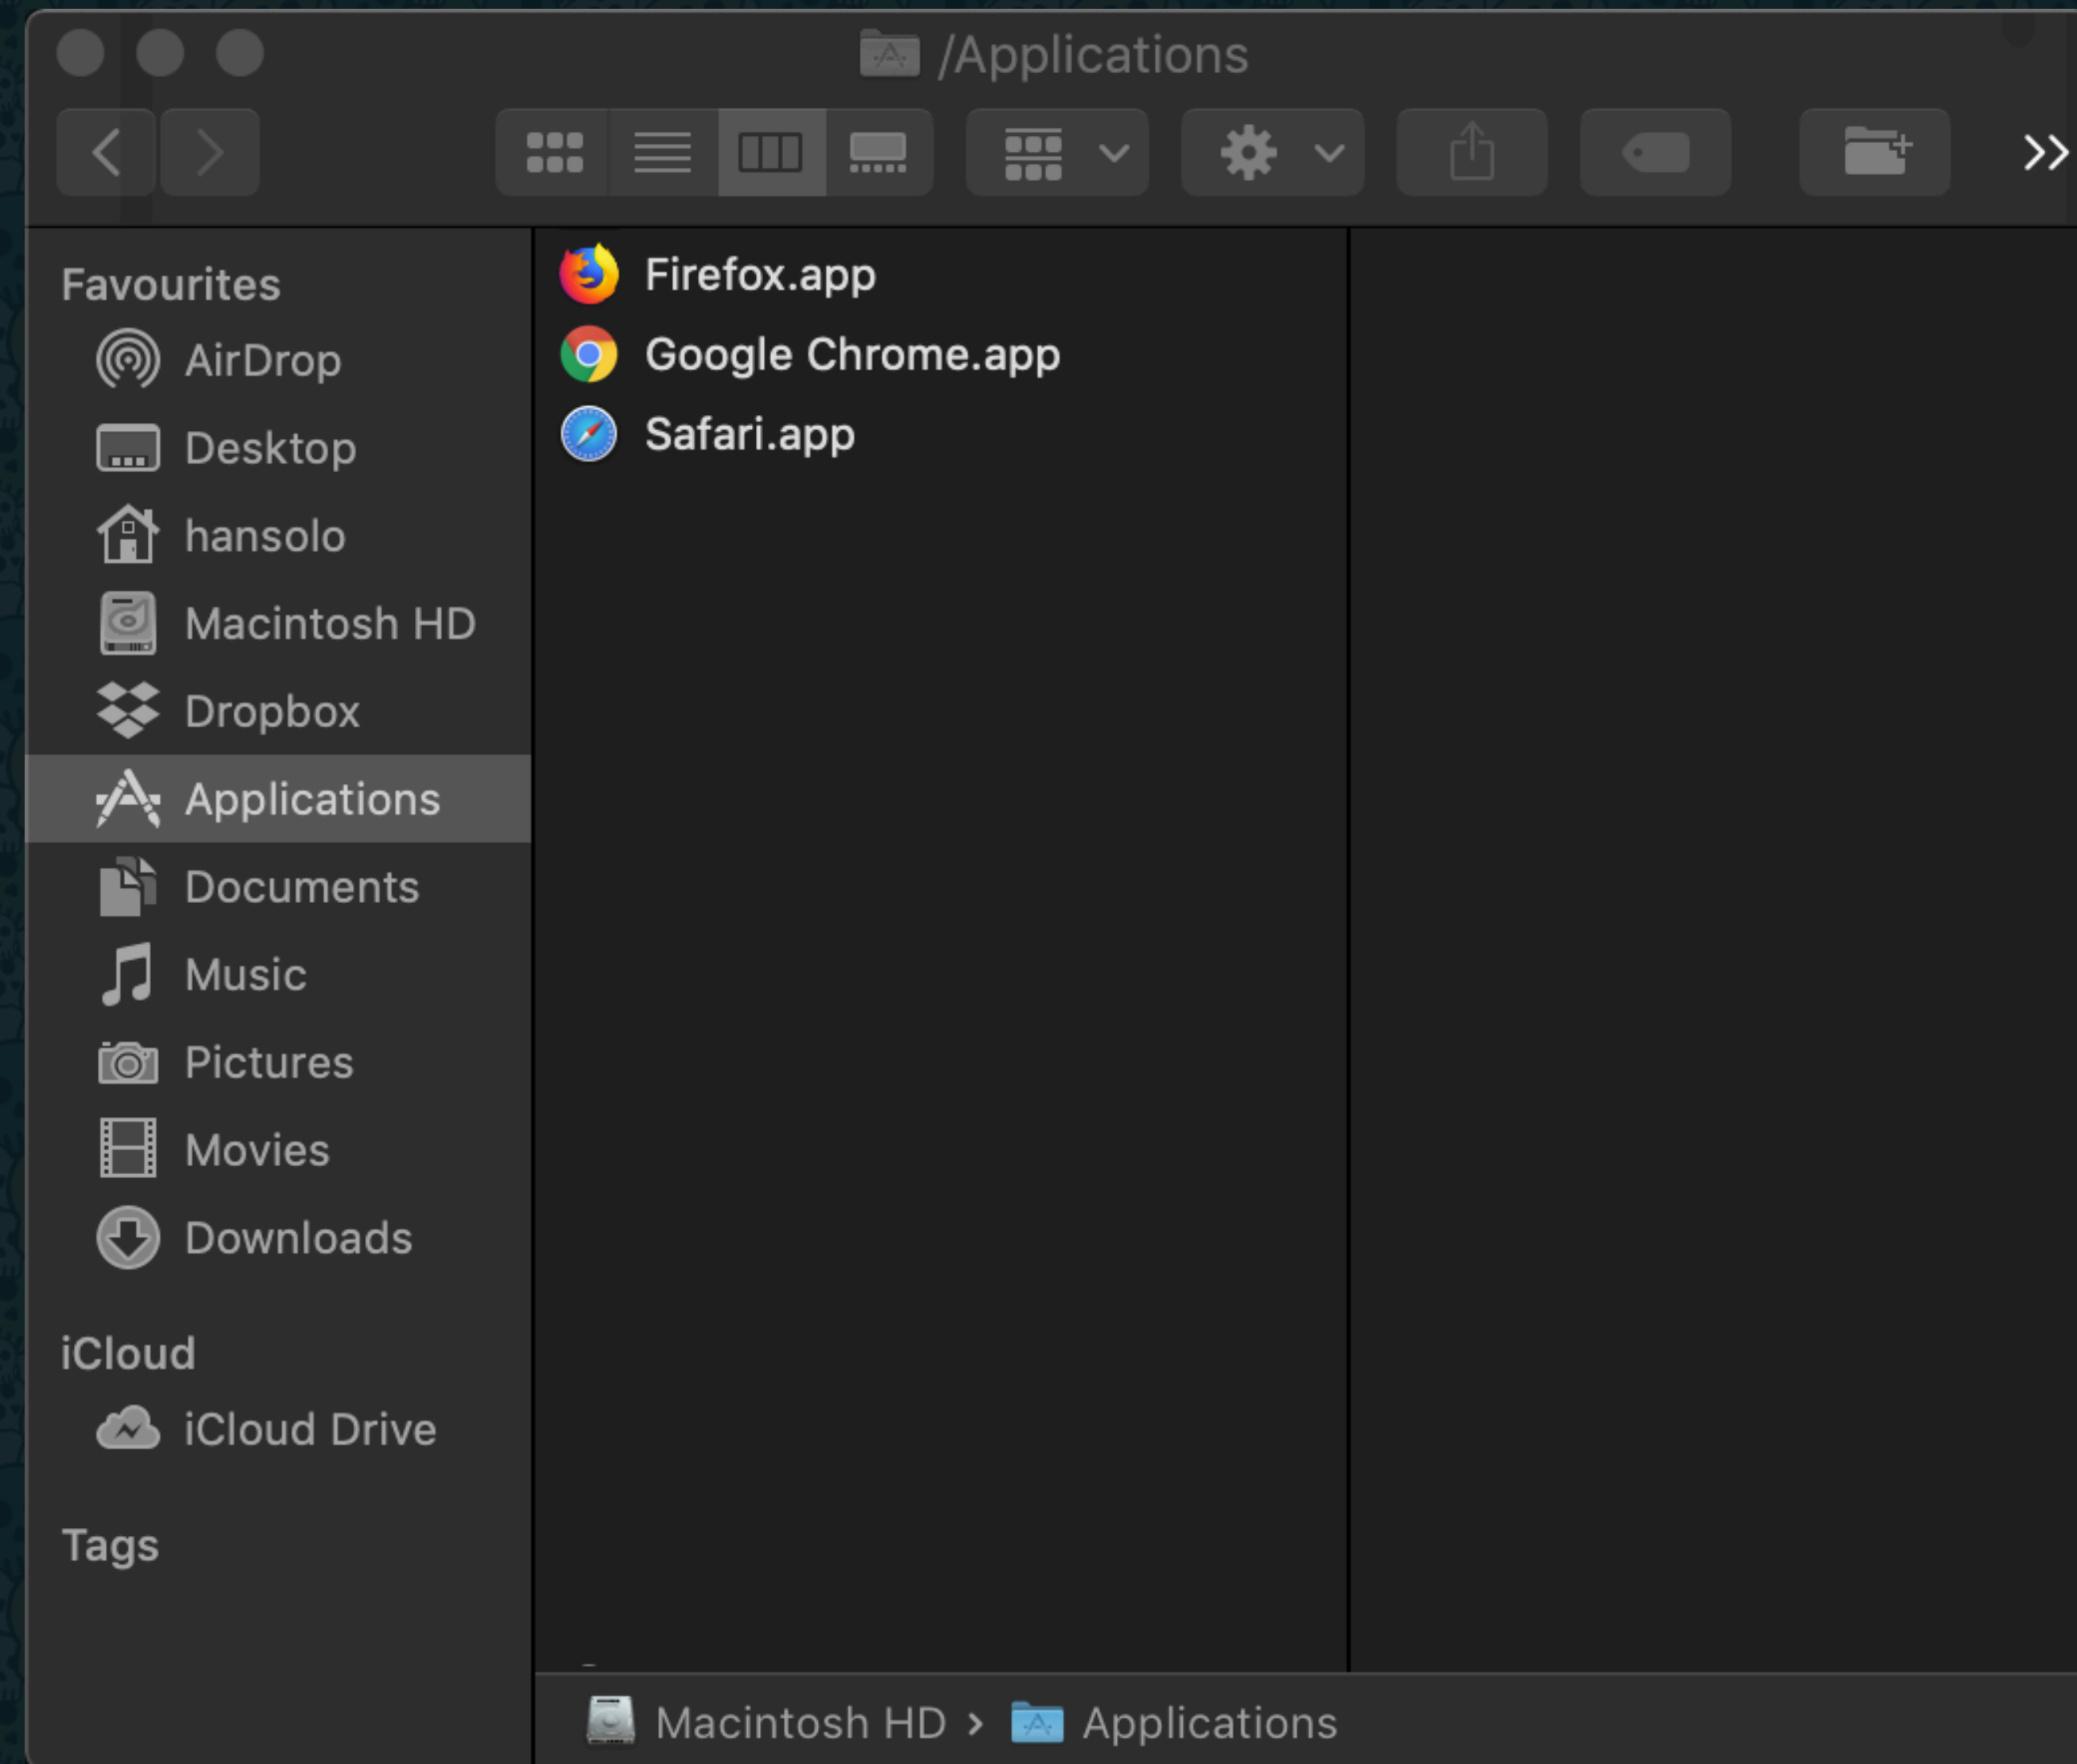 /Applications
Favourites
AirDrop
Desktop
hansolo
Macintosh HD
Dropbox
Applications
Documents
Music
Pictures
Movies
Downloads
iCloud
iCloud Drive
Tags
Firefox.app
Google Chrome.app
Safari.app
Macintosh HD › Applications